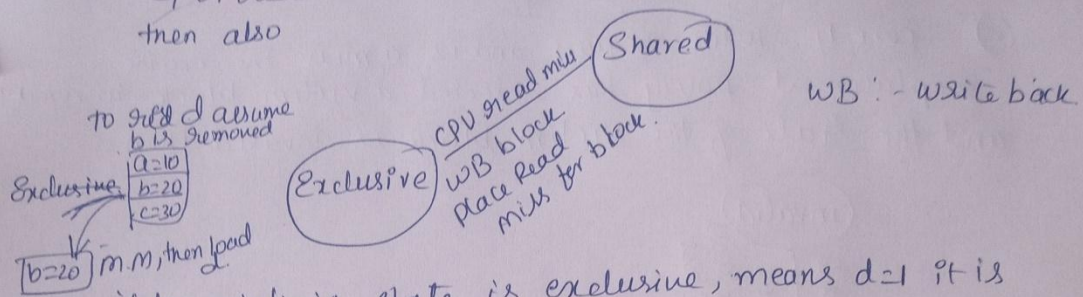 then also
Shared
WB :- write back
CPU read miss
WB block
place Read
miss for block.
Exclusive
to read d assume
b is removed
a=10
Exclusive b=20
c=30
b=20 m.m, then load
is exclusive, means d=1 it is